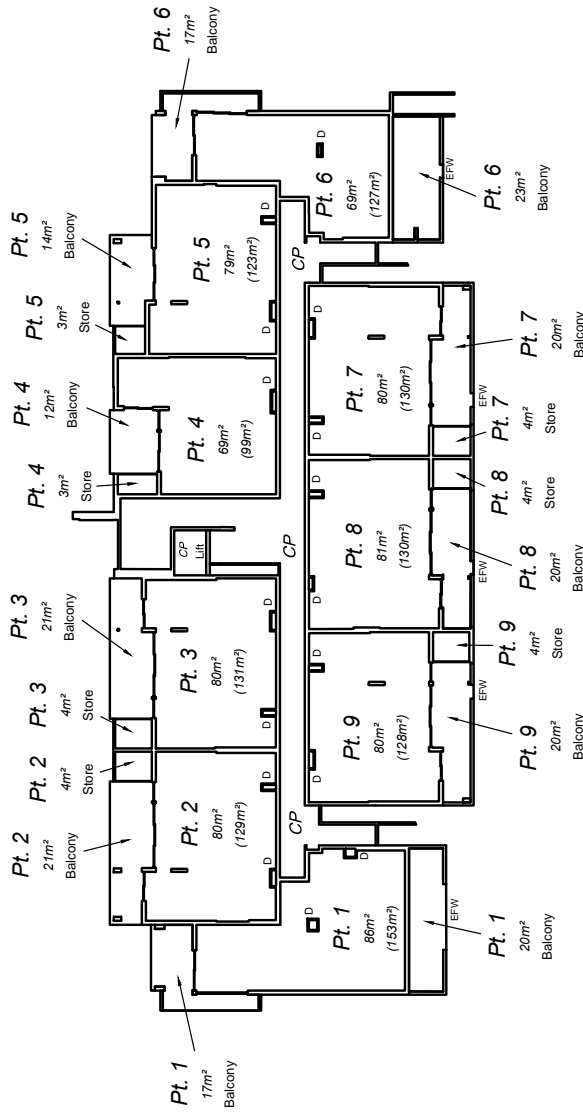 Pt. 1
17m²
Balcony
Pt. 2
21m²
Balcony
Pt. 2
4m²
Store
Pt. 3
4m²
Store
Pt. 3
21m²
Balcony
Pt. 4
3m²
Store
Pt. 4
12m²
Balcony
Pt. 5
3m²
Store
Pt. 5
14m²
Balcony
Pt. 6
17m²
Balcony
Pt. 2
80m²
(129m²)
D
D
Pt. 3
80m²
(131m²)
D
D
CP
Lift
Pt. 4
69m²
(99m²)
D
Pt. 5
79m²
(123m²)
D
D
Pt. 6
69m²
(127m²)
D
CP
CP
CP
Pt. 1
86m²
(153m²)
D
D
Pt. 9
80m²
(128m²)
D
D
Pt. 8
81m²
(130m²)
D
D
Pt. 7
80m²
(130m²)
D
D
EFW
EFW
EFW
EFW
EFW
Pt. 1
20m²
Balcony
Pt. 9
20m²
Balcony
Pt. 9
4m²
Store
Pt. 8
20m²
Balcony
Pt. 8
4m²
Store
Pt. 7
4m²
Store
Pt. 7
20m²
Balcony
Pt. 6
23m²
Balcony